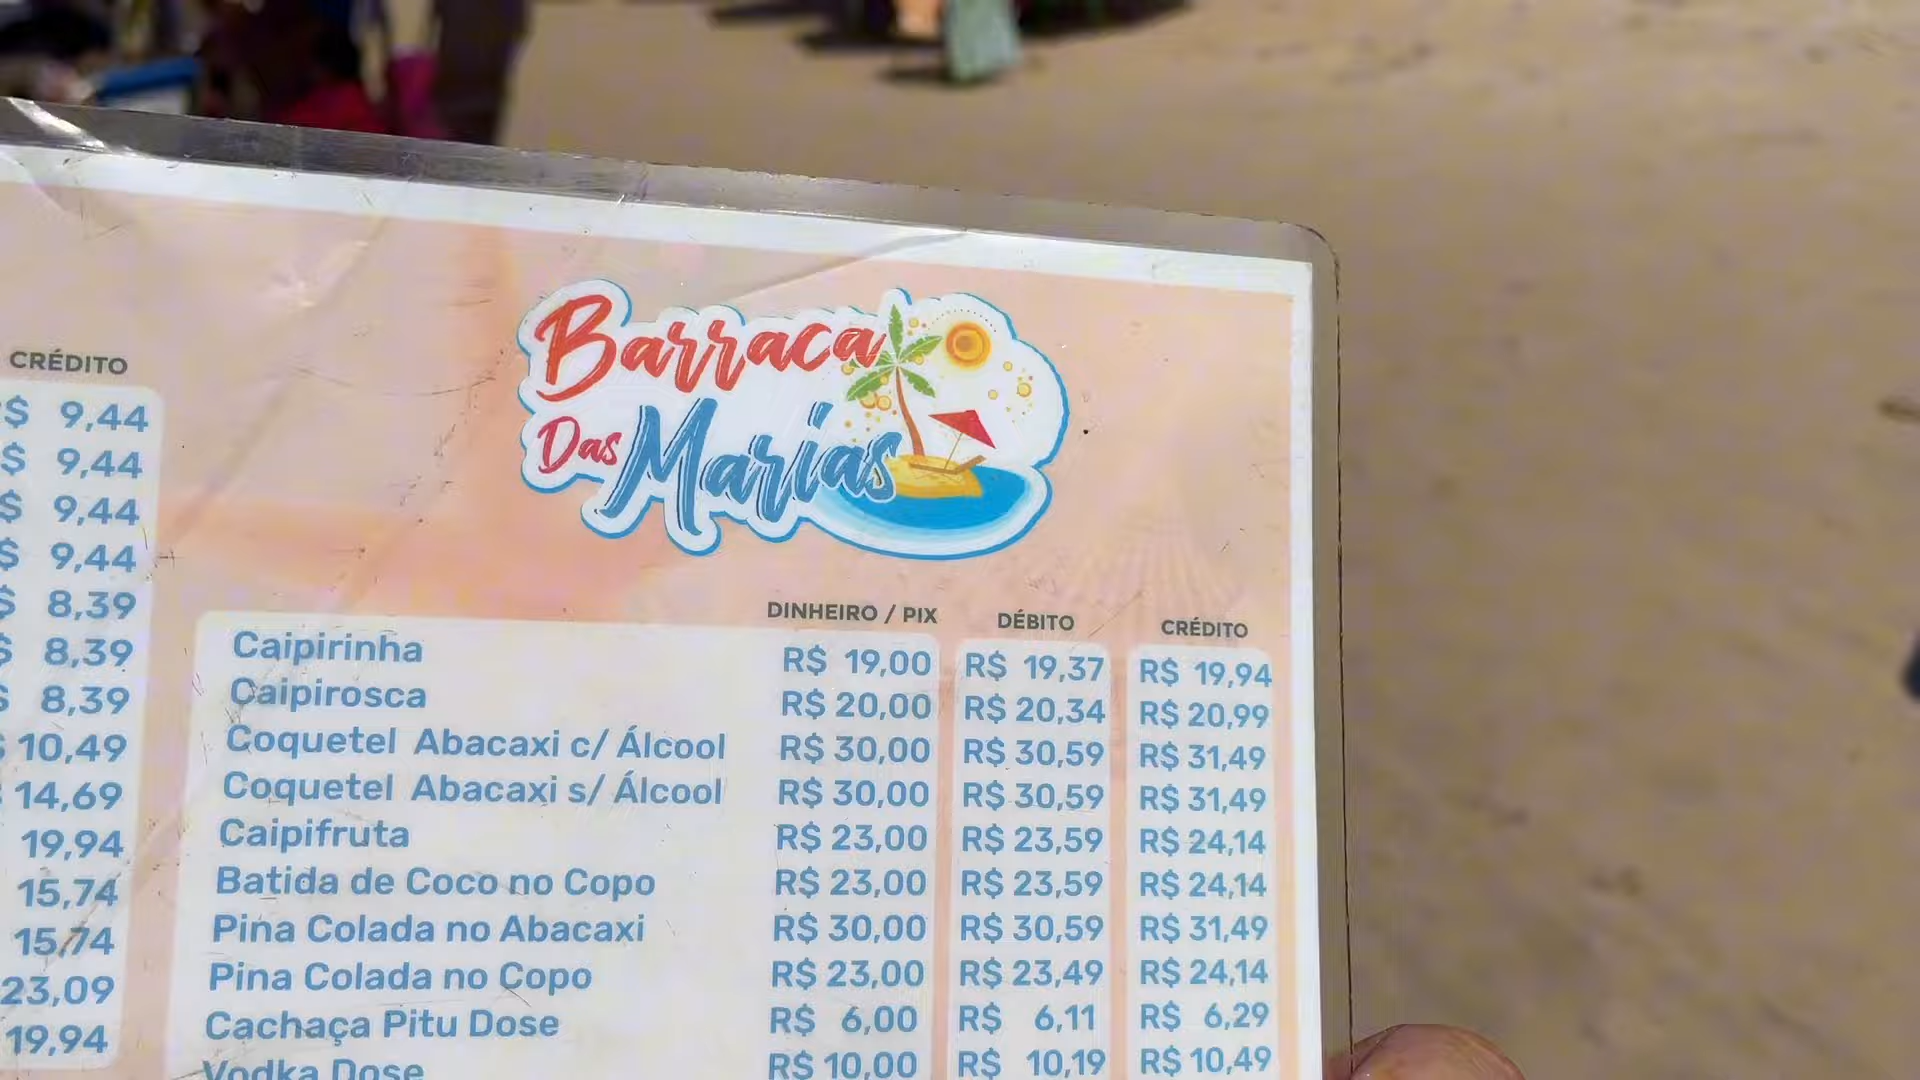 CRÉDITO
$ 9,44
$ 9,44
$ 9,44
$ 9,44
$ 8,39
$ 8,39
$ 8,39
$ 10,49
14,69
19,94
15,74
15,74
23,09
19,94
Barraca
Das Marias
DINHEIRO / PIX DÉBITO CRÉDITO
Caipirinha R$ 19,00 R$ 19,37 R$ 19,94
Caipirosca R$ 20,00 R$ 20,34 R$ 20,99
Coquetel Abacaxi c/ Álcool R$ 30,00 R$ 30,59 R$ 31,49
Coquetel Abacaxi s/ Álcool R$ 30,00 R$ 30,59 R$ 31,49
Caipifruta R$ 23,00 R$ 23,59 R$ 24,14
Batida de Coco no Copo R$ 23,00 R$ 23,59 R$ 24,14
Pina Colada no Abacaxi R$ 30,00 R$ 30,59 R$ 31,49
Pina Colada no Copo R$ 23,00 R$ 23,49 R$ 24,14
Cachaça Pitu Dose R$ 6,00 R$ 6,11 R$ 6,29
Vodka Dose R$ 10,00 R$ 10,19 R$ 10,49